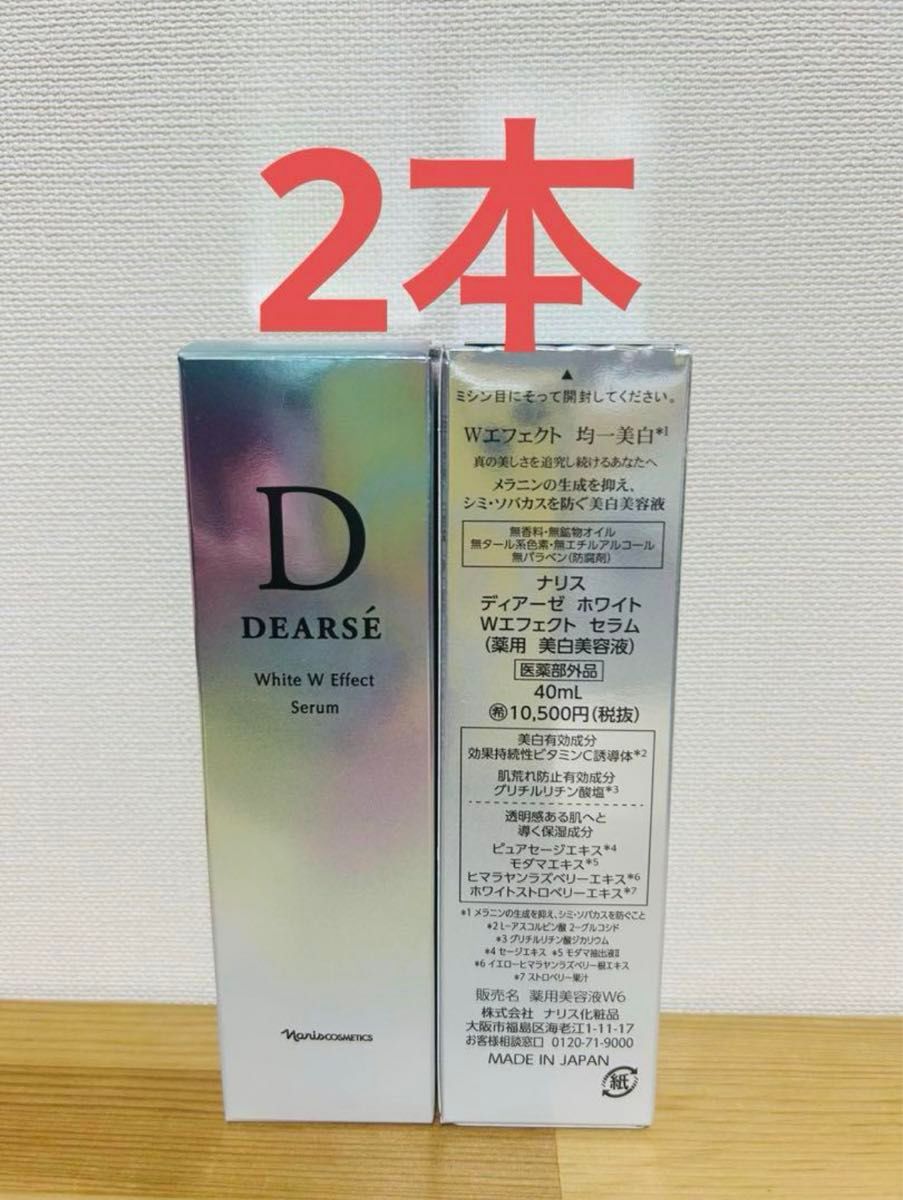 2本
D
DEARSÉ
White W Effect
Serum
naris COSMETICS
▲
ミシン目にそって開封してください。
Wエフェクト 均一美白*1
真の美しさを追究し続けるあなたへ
メラニンの生成を抑え、
シミ・ソバカスを防ぐ美白美容液
無香料・無鉱物オイル
無タール系色素・無エチルアルコール
無パラベン(防腐剤)
ナリス
ディアーゼ ホワイト
Wエフェクト セラム
(薬用 美白美容液)
医薬部外品
40mL
㊒10,500円(税抜)
美白有効成分
効果持続性ビタミンC誘導体*2
肌荒れ防止有効成分
グリチルリチン酸塩*3
透明感ある肌へと
導く保湿成分
ピュアセージエキス*4
モダマエキス*5
ヒマラヤンラズベリーエキス*6
ホワイトストロベリーエキス*7
*1 メラニンの生成を抑え、シミ・ソバカスを防ぐこと
*2 L-アスコルビン酸 2-グルコシド
*3 グリチルリチン酸ジカリウム
*4 セージエキス *5 モダマ抽出液Ⅱ
*6 イエローヒマラヤンラズベリー根エキス
*7 ストロベリー果汁
販売名 薬用美容液W6
株式会社 ナリス化粧品
大阪市福島区海老江1-11-17
お客様相談窓口 0120-71-9000
MADE IN JAPAN
紙